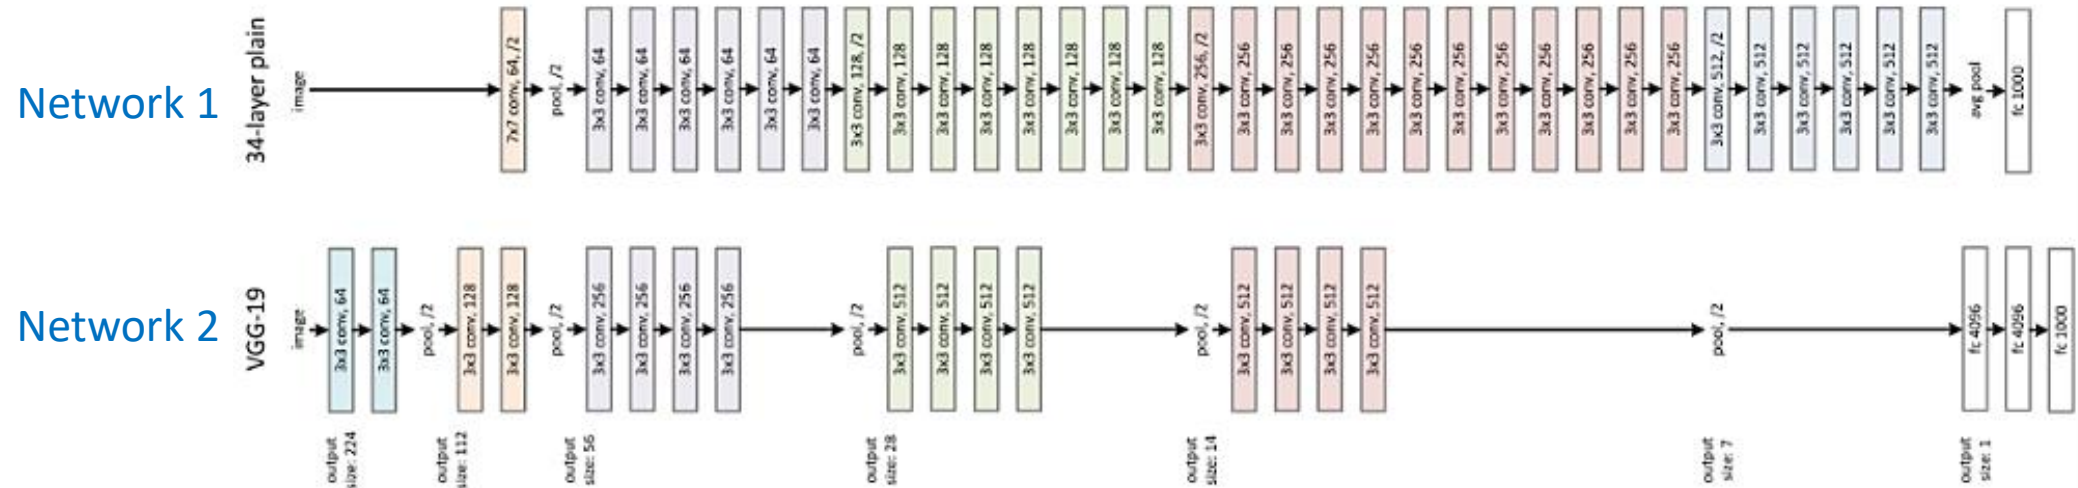 Network 1
34-layer plain
image
7x7 conv, 64, /2
pool, /2
3x3 conv, 64
3x3 conv, 64
3x3 conv, 64
3x3 conv, 64
3x3 conv, 64
3x3 conv, 64
3x3 conv, 128, /2
3x3 conv, 128
3x3 conv, 128
3x3 conv, 128
3x3 conv, 128
3x3 conv, 128
3x3 conv, 128
3x3 conv, 128
3x3 conv, 256, /2
3x3 conv, 256
3x3 conv, 256
3x3 conv, 256
3x3 conv, 256
3x3 conv, 256
3x3 conv, 256
3x3 conv, 256
3x3 conv, 256
3x3 conv, 256
3x3 conv, 256
3x3 conv, 256
3x3 conv, 512, /2
3x3 conv, 512
3x3 conv, 512
3x3 conv, 512
3x3 conv, 512
3x3 conv, 512
avg pool
fc 1000
Network 2
VGG-19
image
3x3 conv, 64
3x3 conv, 64
pool, /2
3x3 conv, 128
3x3 conv, 128
pool, /2
3x3 conv, 256
3x3 conv, 256
3x3 conv, 256
3x3 conv, 256
pool, /2
3x3 conv, 512
3x3 conv, 512
3x3 conv, 512
3x3 conv, 512
pool, /2
3x3 conv, 512
3x3 conv, 512
3x3 conv, 512
3x3 conv, 512
pool, /2
fc 4096
fc 4096
fc 1000
output
size: 224
output
size: 112
output
size: 56
output
size: 28
output
size: 14
output
size: 7
output
size: 1